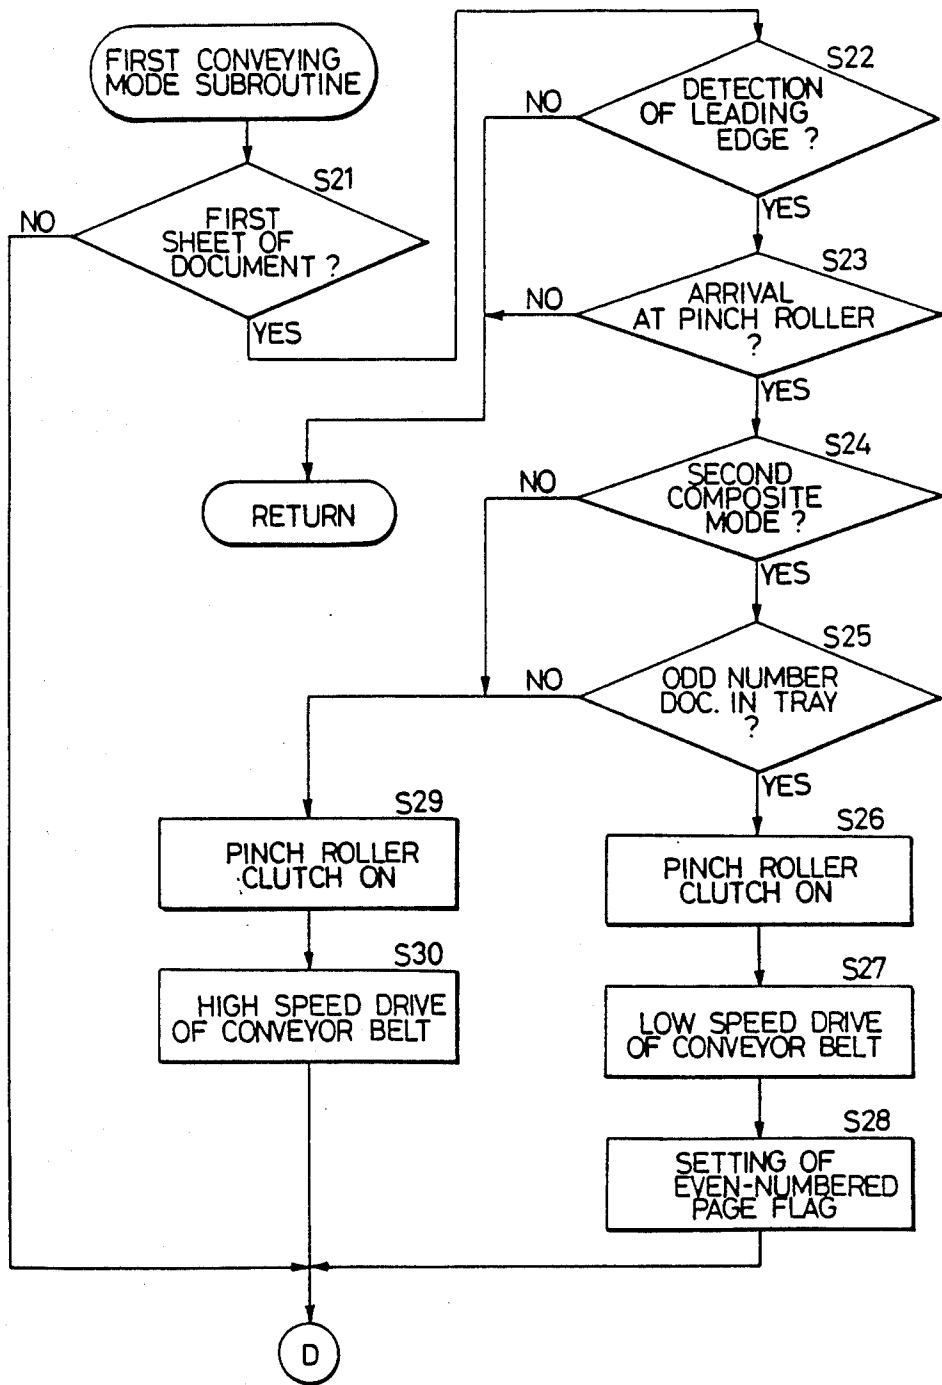 FIRST CONVEYING
MODE SUBROUTINE
S21
NO
FIRST
SHEET OF
DOCUMENT ?
YES
S22
NO
DETECTION
OF LEADING
EDGE ?
YES
S23
NO
ARRIVAL
AT PINCH ROLLER
?
YES
RETURN
S24
NO
SECOND
COMPOSITE
MODE ?
YES
S25
NO
ODD NUMBER
DOC. IN TRAY
?
YES
S29
PINCH ROLLER
CLUTCH ON
S30
HIGH SPEED DRIVE
OF CONVEYOR BELT
S26
PINCH ROLLER
CLUTCH ON
S27
LOW SPEED DRIVE
OF CONVEYOR BELT
S28
SETTING OF
EVEN-NUMBERED
PAGE FLAG
D